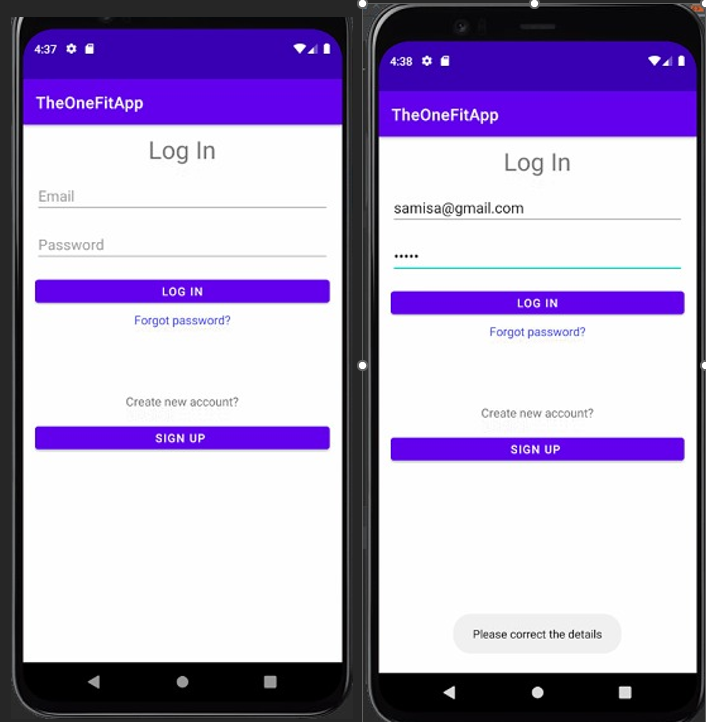 4:37
TheOneFitApp
Log In
Email
Password
LOG IN
Forgot password?
Create new account?
SIGN UP
4:38
TheOneFitApp
Log In
samisa@gmail.com
•••••
LOG IN
Forgot password?
Create new account?
SIGN UP
Please correct the details